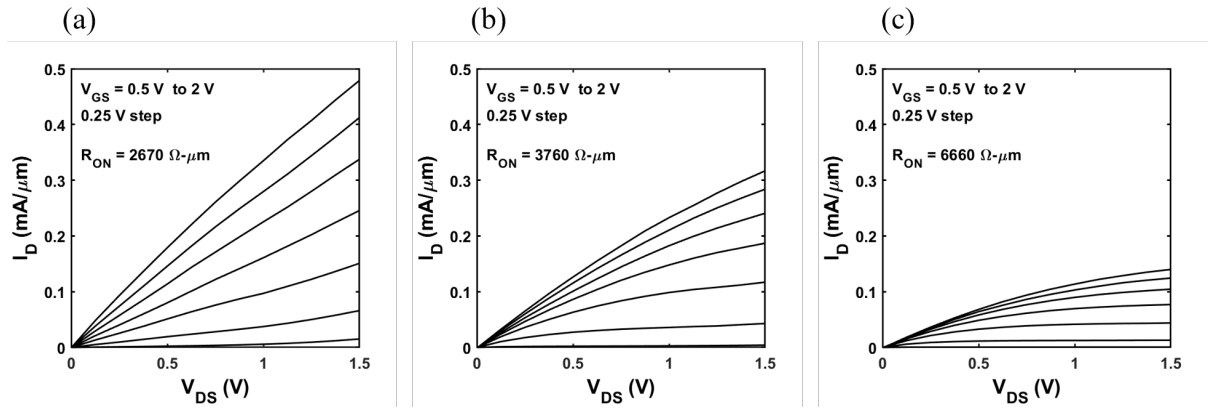 (a)
(b)
(c)
V_GS = 0.5 V to 2 V
0.25 V step
R_ON = 2670 Ω-μm
I_D (mA/μm)
0.5
0.4
0.3
0.2
0.1
0
0 0.5 1 1.5
V_DS (V)
V_GS = 0.5 V to 2 V
0.25 V step
R_ON = 3760 Ω-μm
I_D (mA/μm)
0.5
0.4
0.3
0.2
0.1
0
0 0.5 1 1.5
V_DS (V)
V_GS = 0.5 V to 2 V
0.25 V step
R_ON = 6660 Ω-μm
I_D (mA/μm)
0.5
0.4
0.3
0.2
0.1
0
0 0.5 1 1.5
V_DS (V)